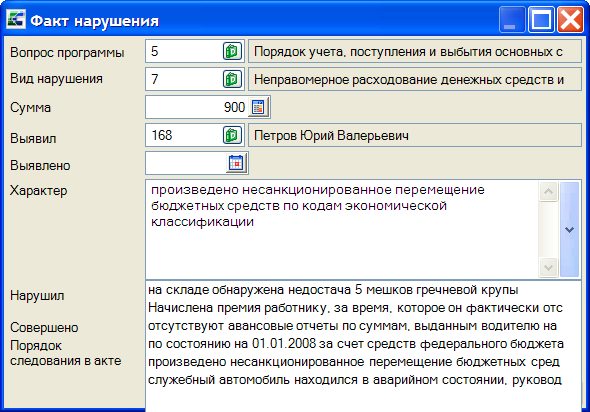 Факт нарушения
Вопрос программы 5 Порядок учета, поступления и выбытия основных с
Вид нарушения 7 Неправомерное расходование денежных средств и
Сумма 900
Выявил 168 Петров Юрий Валерьевич
Выявлено
Характер
произведено несанкционированное перемещение
бюджетных средств по кодам экономической
классификации
Нарушил
Совершено
Порядок
следования в акте
на складе обнаружена недостача 5 мешков гречневой крупы
Начислена премия работнику, за время, которое он фактически отс
отсутствуют авансовые отчеты по суммам, выданным водителю на
по состоянию на 01.01.2008 за счет средств федерального бюджета
произведено несанкционированное перемещение бюджетных сред
служебный автомобиль находился в аварийном состоянии, руковод